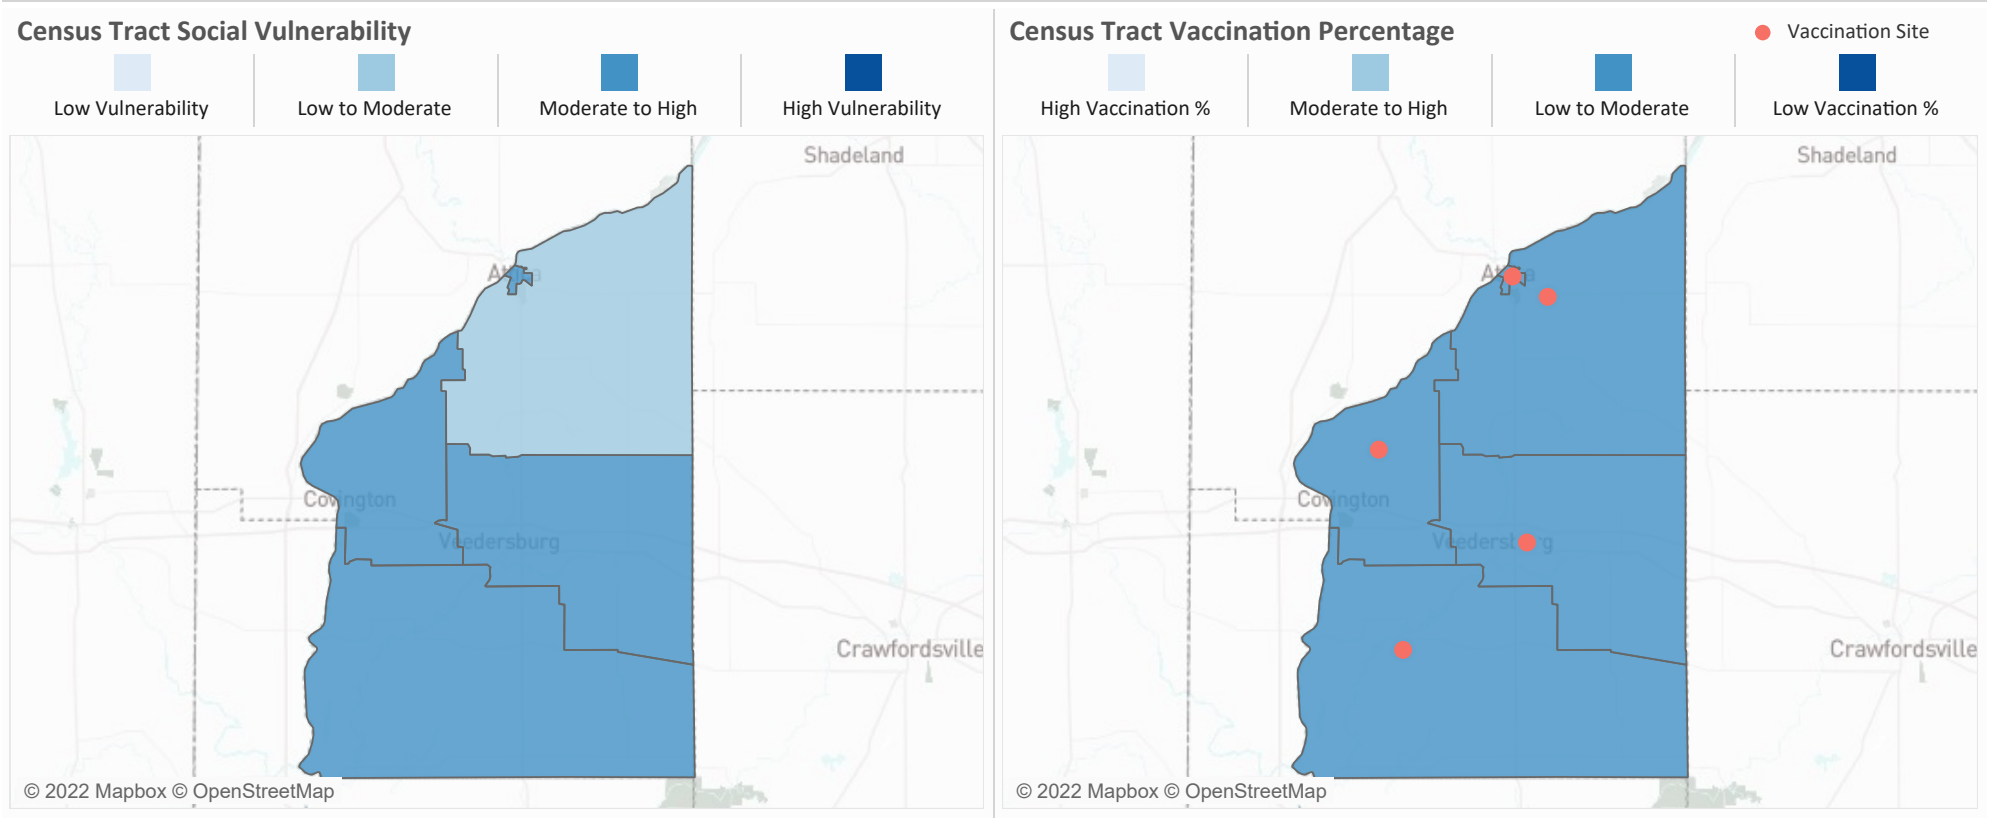 Census Tract Social Vulnerability
Low Vulnerability
Low to Moderate
Moderate to High
High Vulnerability
Shadeland
Covington
Veedersburg
Crawfordsville
© 2022 Mapbox © OpenStreetMap
Census Tract Vaccination Percentage
Vaccination Site
High Vaccination %
Moderate to High
Low to Moderate
Low Vaccination %
Shadeland
Covington
Crawfordsville
© 2022 Mapbox © OpenStreetMap